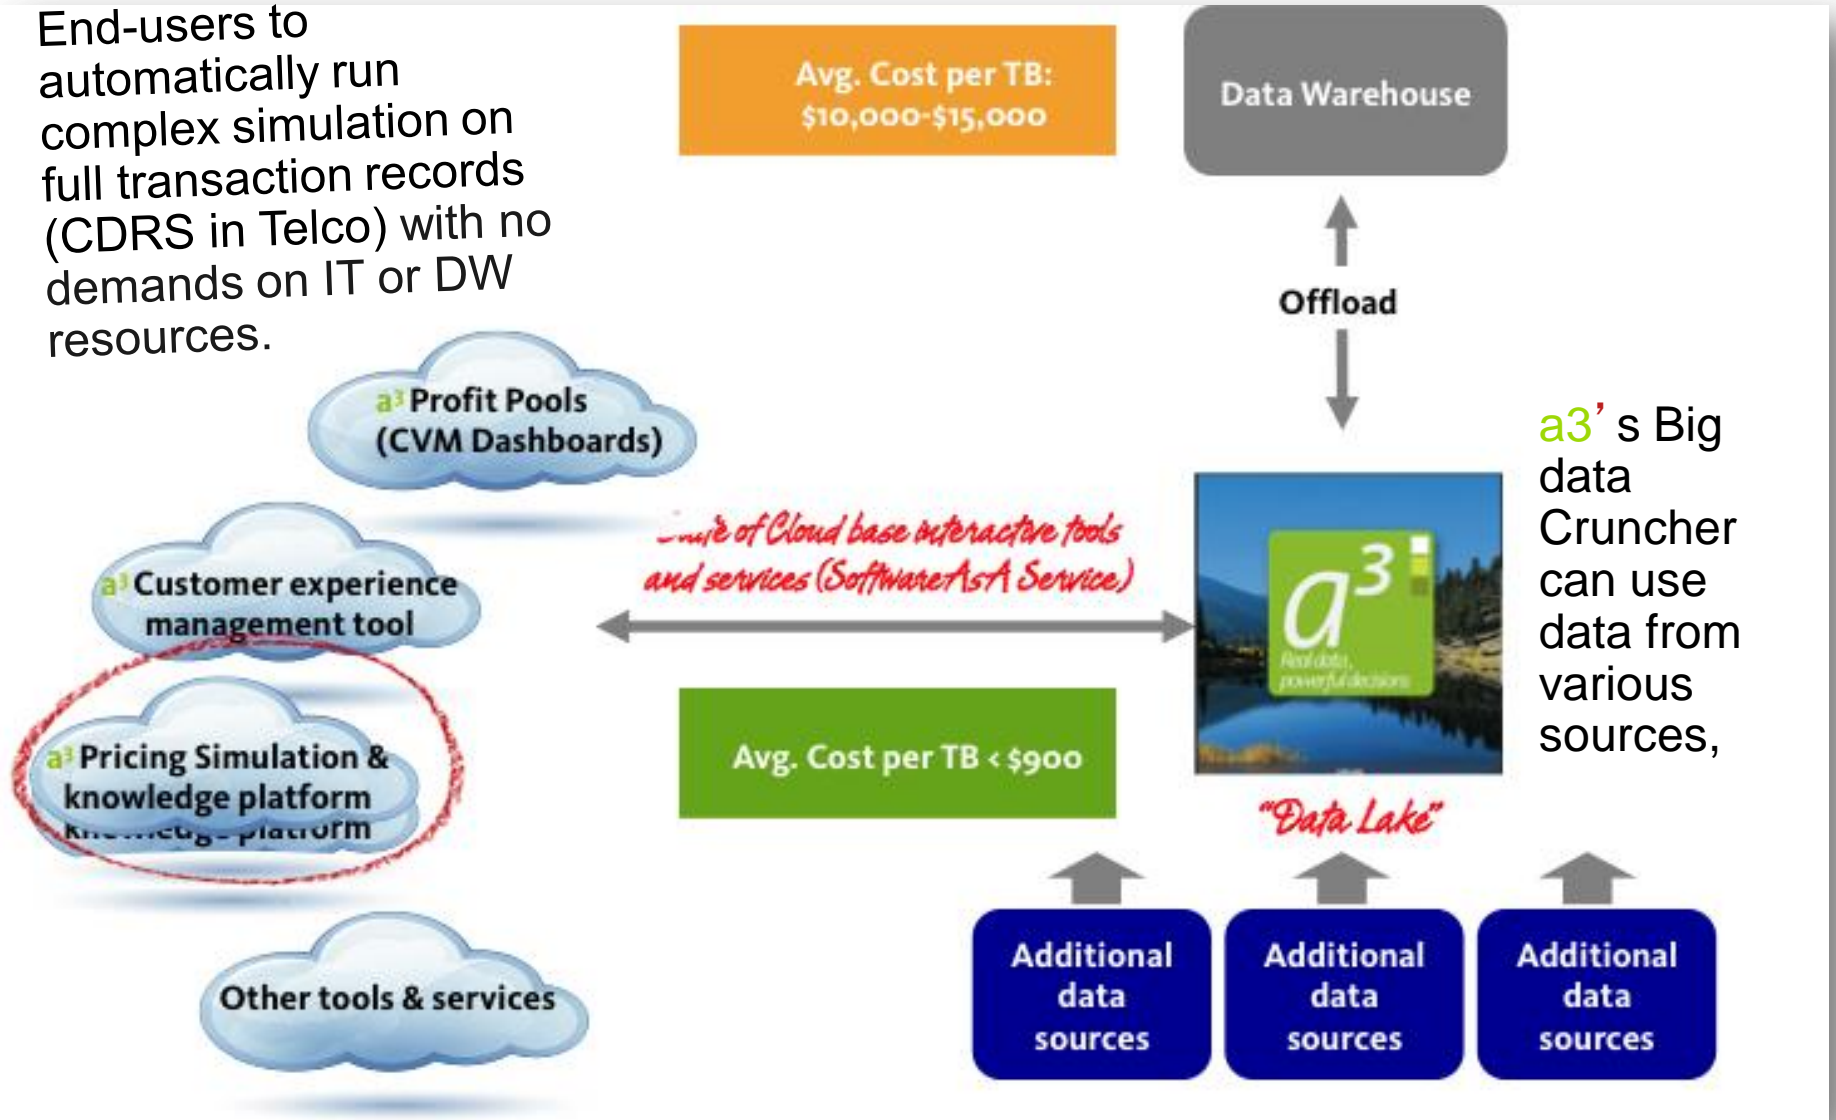 End-users to
automatically run
complex simulation on
full transaction records
(CDRS in Telco) with no
demands on IT or DW
resources.
Avg. Cost per TB:
$10,000-$15,000
Data Warehouse
Offload
a³ Profit Pools
(CVM Dashboards)
a³ Customer experience
management tool
a³ Pricing Simulation &
knowledge platform
knowledge platform
Other tools & services
of Cloud base interactive tools
and services (SoftwareAsA Service)
Avg. Cost per TB < $900
a³
Real data,
powerful decisions
"Data Lake"
a3’ s Big
data
Cruncher
can use
data from
various
sources,
Additional
data
sources
Additional
data
sources
Additional
data
sources